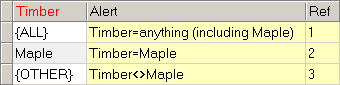 Timber Alert Ref
{ALL} Timber=anything (including Maple) 1
Maple Timber=Maple 2
{OTHER} Timber<>Maple 3